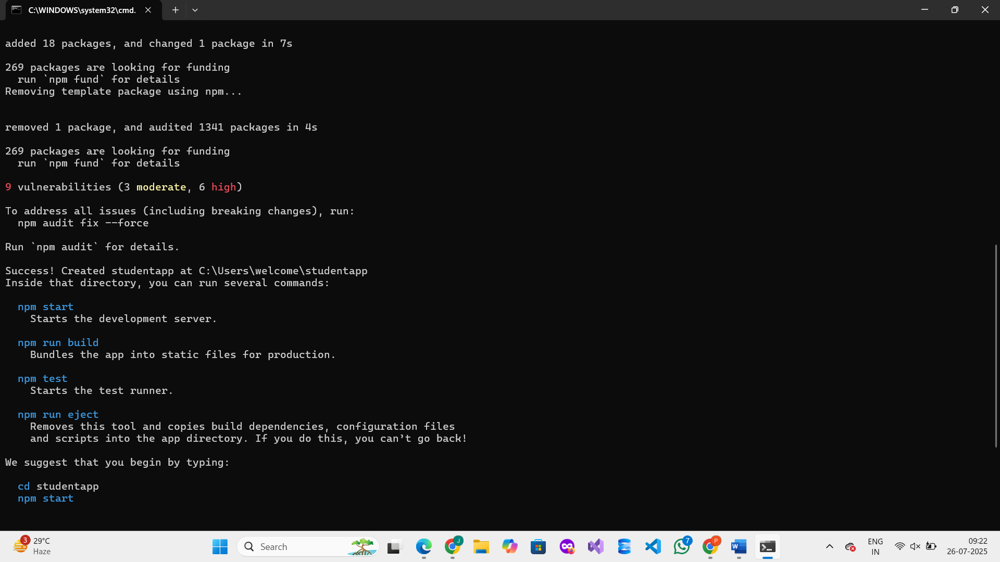 C:\WINDOWS\system32\cmd.
added 18 packages, and changed 1 package in 7s
269 packages are looking for funding
  run `npm fund` for details
Removing template package using npm...
removed 1 package, and audited 1341 packages in 4s
269 packages are looking for funding
  run `npm fund` for details
9 vulnerabilities (3 moderate, 6 high)
To address all issues (including breaking changes), run:
  npm audit fix --force
Run `npm audit` for details.
Success! Created studentapp at C:\Users\welcome\studentapp
Inside that directory, you can run several commands:
  npm start
    Starts the development server.
  npm run build
    Bundles the app into static files for production.
  npm test
    Starts the test runner.
  npm run eject
    Removes this tool and copies build dependencies, configuration files
    and scripts into the app directory. If you do this, you can’t go back!
We suggest that you begin by typing:
  cd studentapp
  npm start
3
29°C
Haze
Search
J
7
P
W
ENG
IN
09:22
26-07-2025